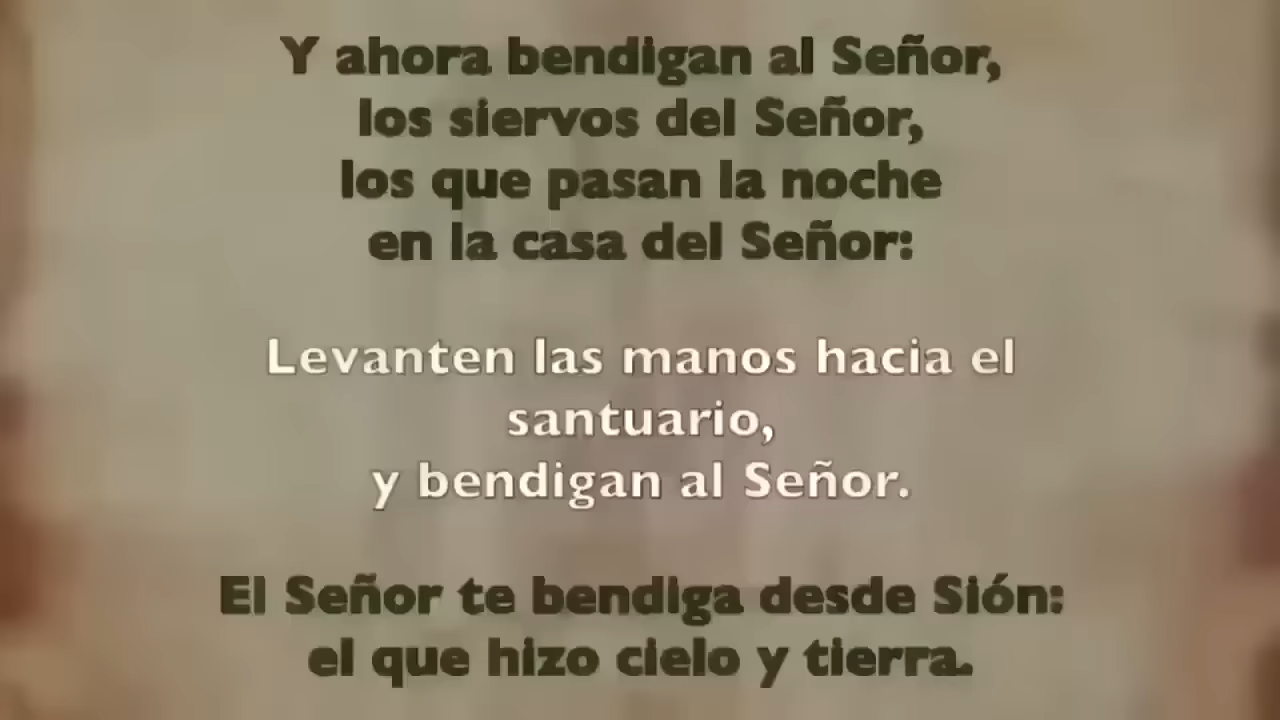 Y ahora bendigan al Señor,
los siervos del Señor,
los que pasan la noche
en la casa del Señor:
Levanten las manos hacia el
santuario,
y bendigan al Señor.
El Señor te bendiga desde Sión:
el que hizo cielo y tierra.